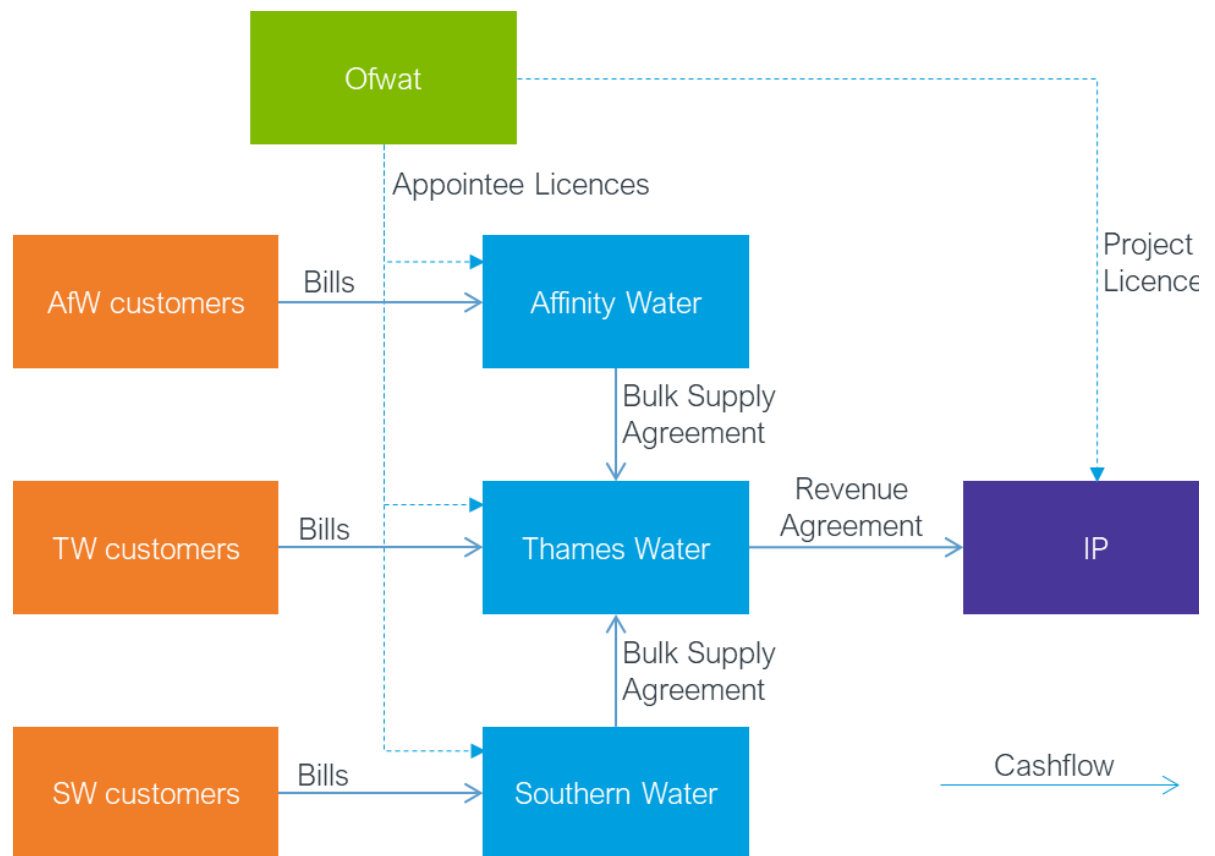 Ofwat
Appointee Licences
Project
Licence
AfW customers
Bills
Affinity Water
Bulk Supply
Agreement
TW customers
Bills
Thames Water
Revenue
Agreement
IP
Bulk Supply
Agreement
SW customers
Bills
Southern Water
Cashflow